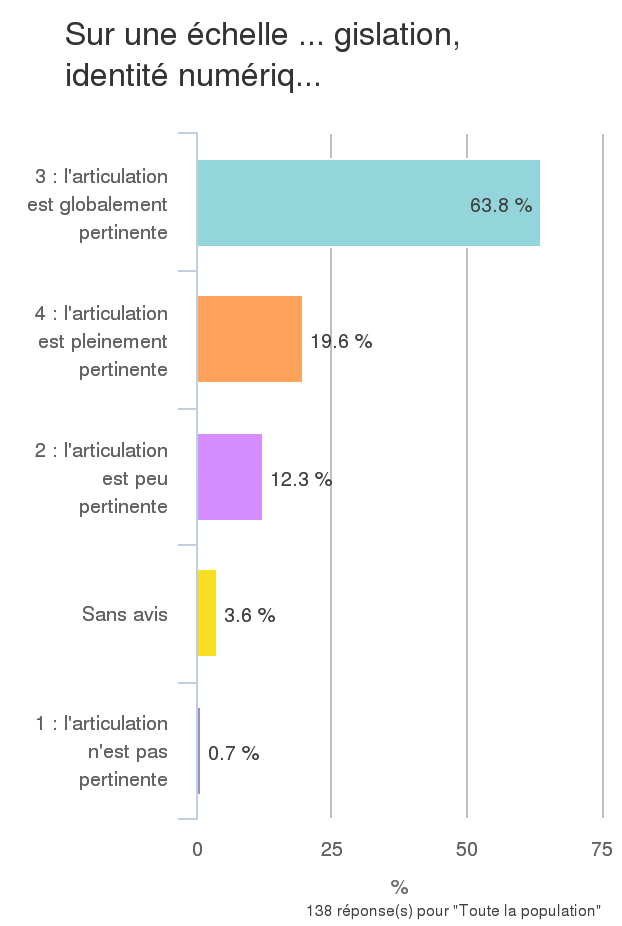 Sur une échelle ... gislation,
identité numériq...
3 : l'articulation
est globalement
pertinente
63.8 %
4 : l'articulation
est pleinement
pertinente
19.6 %
2 : l'articulation
est peu
pertinente
12.3 %
Sans avis
3.6 %
1 : l'articulation
n'est pas
pertinente
0.7 %
0
25
50
75
%
138 réponse(s) pour "Toute la population"